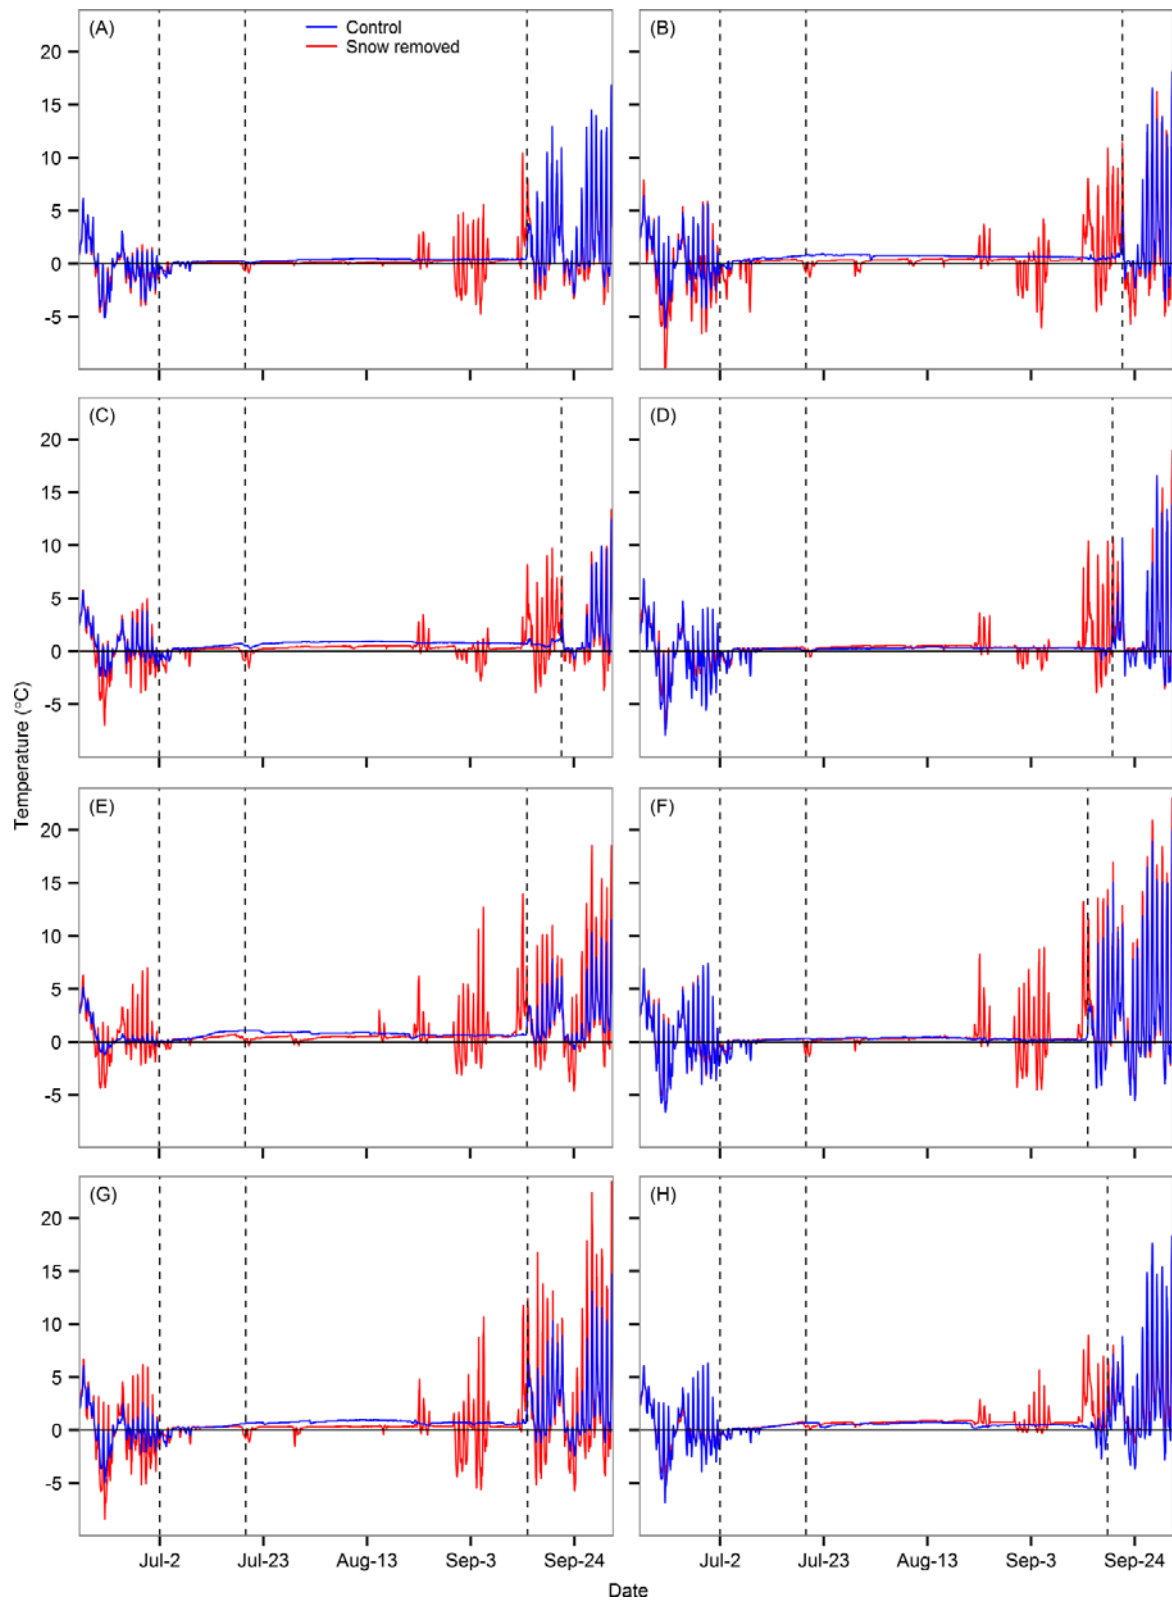 (A)
Control
Snow removed
(B)
20
15
10
5
0
-5
(C)
(D)
20
15
10
5
0
-5
Temperature (°C)
(E)
(F)
20
15
10
5
0
-5
(G)
(H)
20
15
10
5
0
-5
Jul-2 Jul-23 Aug-13 Sep-3 Sep-24 Jul-2 Jul-23 Aug-13 Sep-3 Sep-24
Date